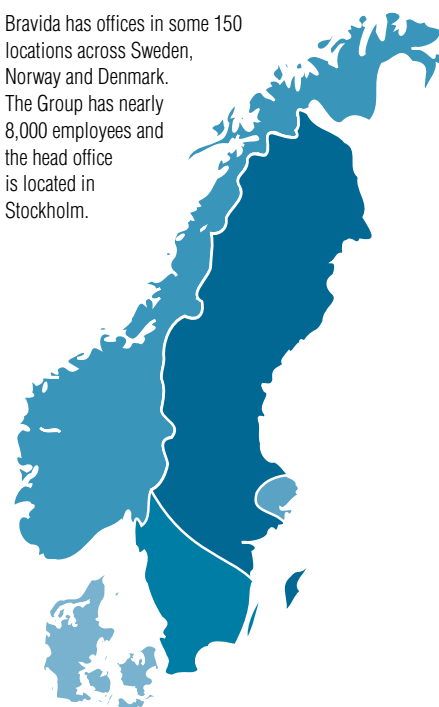 Bravida has offices in some 150
locations across Sweden,
Norway and Denmark.
The Group has nearly
8,000 employees and
the head office
is located in
Stockholm.